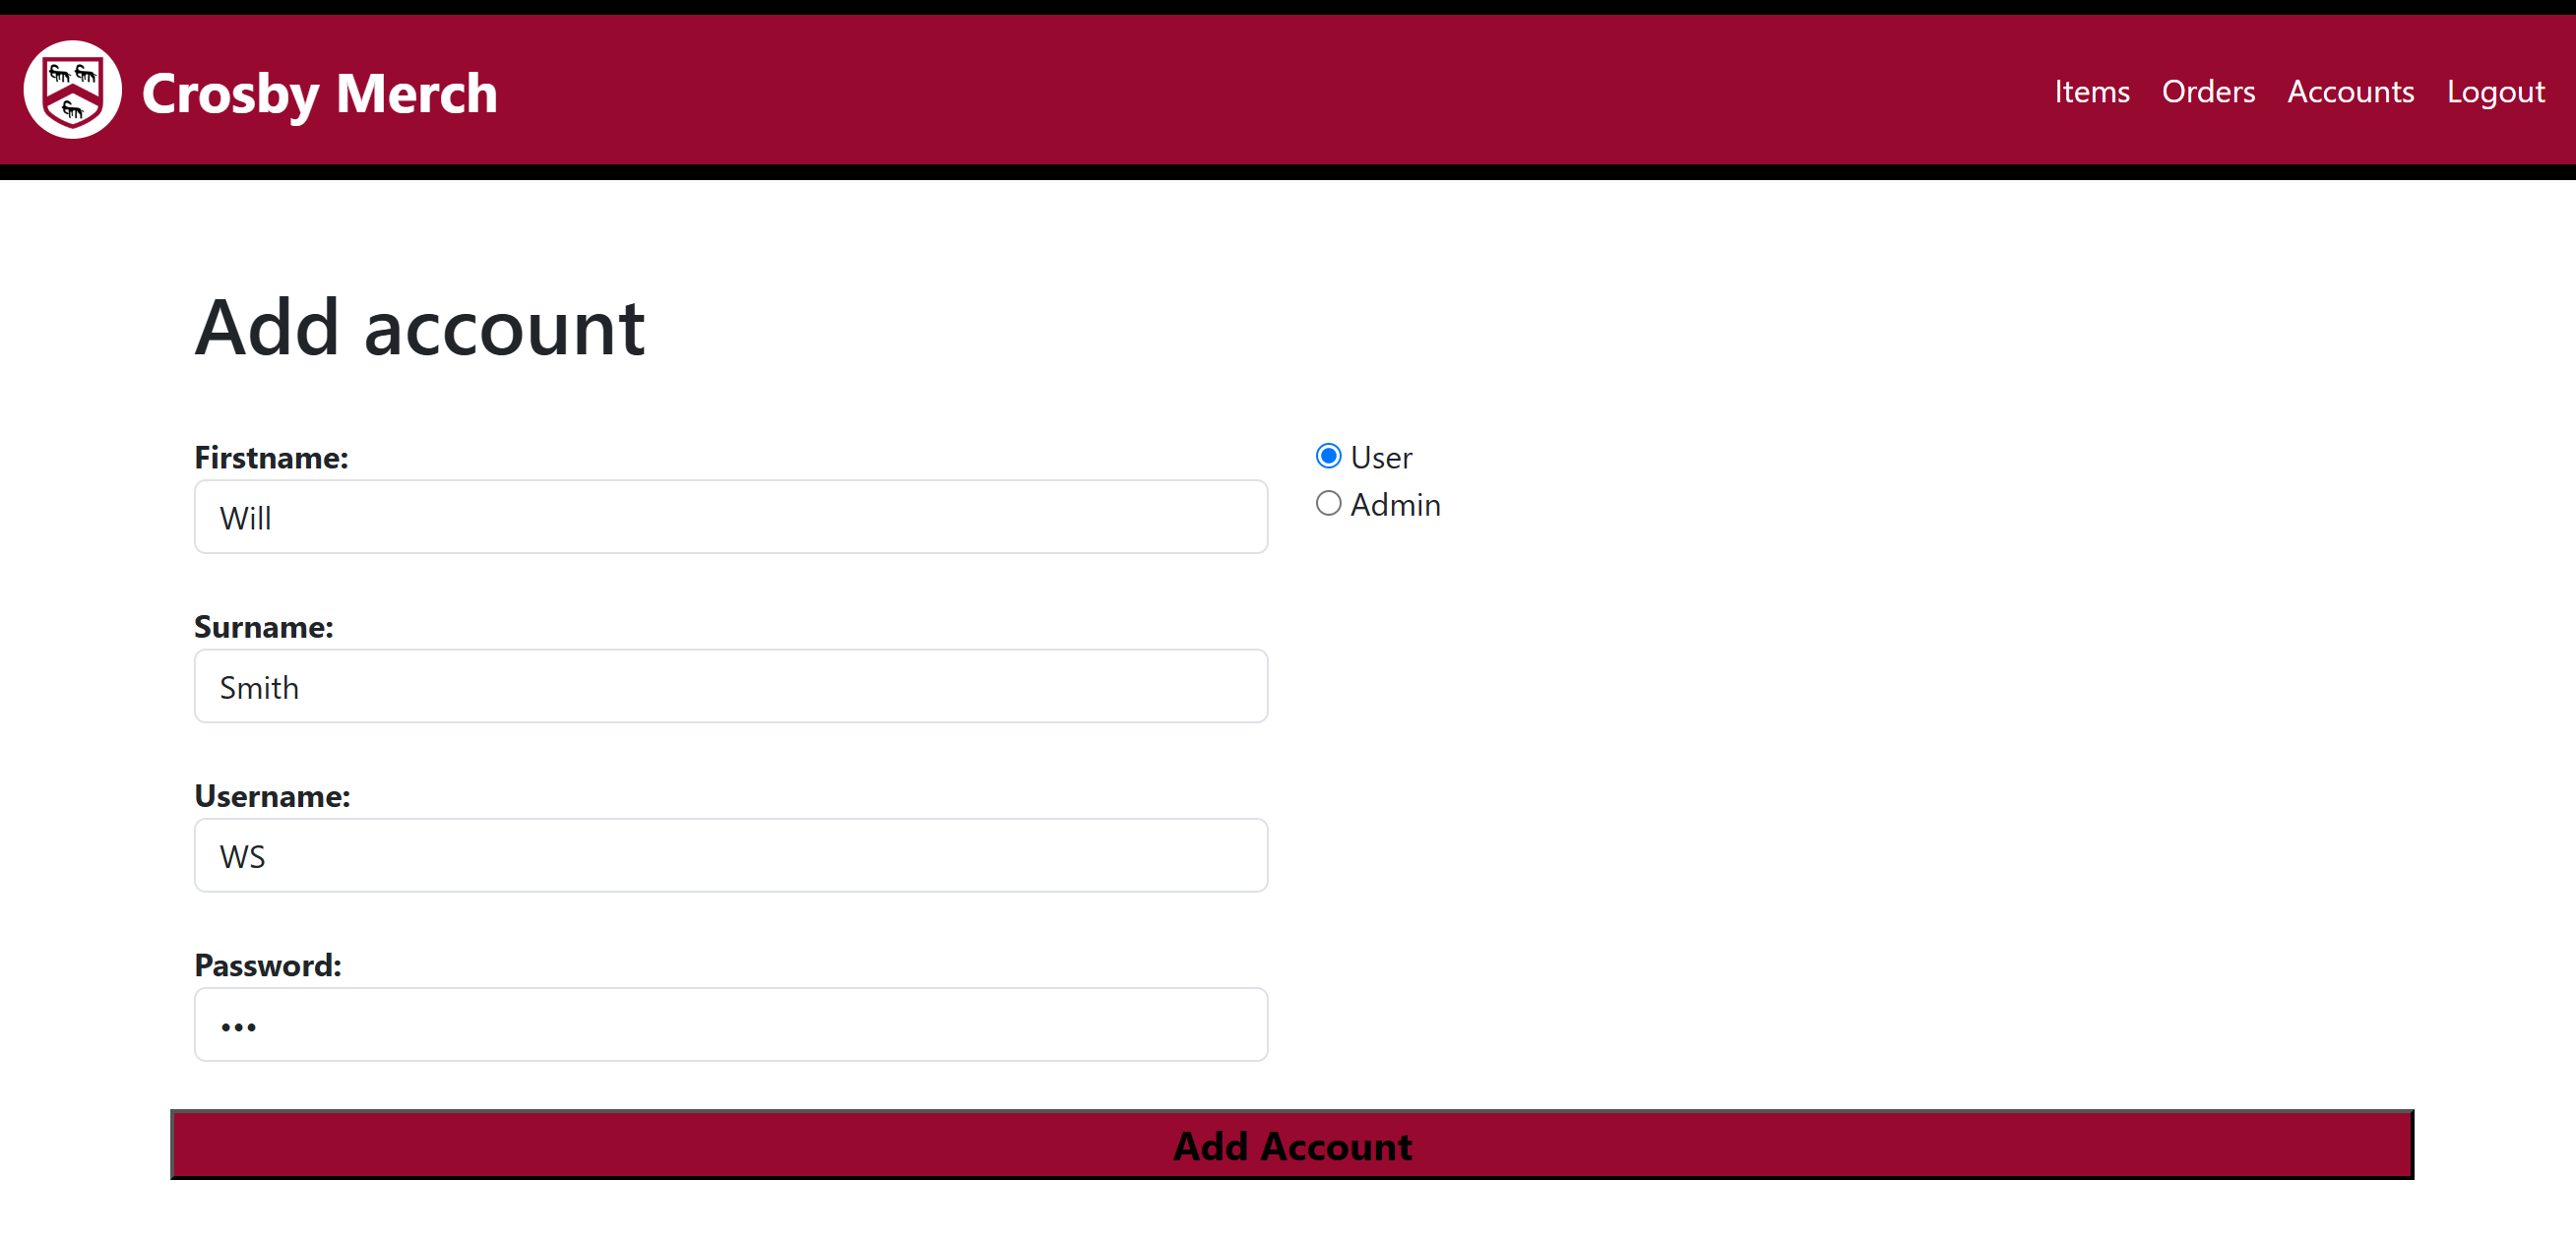 Crosby Merch
Items Orders Accounts Logout
Add account
Firstname:
Will
User
Admin
Surname:
Smith
Username:
WS
Password:
•••
Add Account